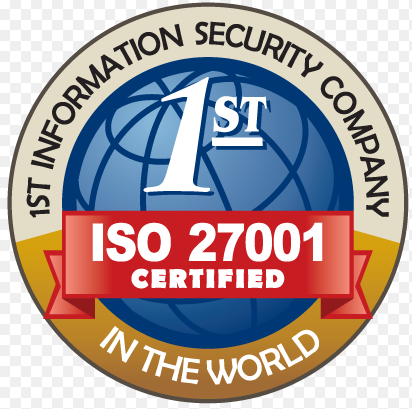 1ST INFORMATION SECURITY COMPANY
1ST
ISO 27001
CERTIFIED
IN THE WORLD